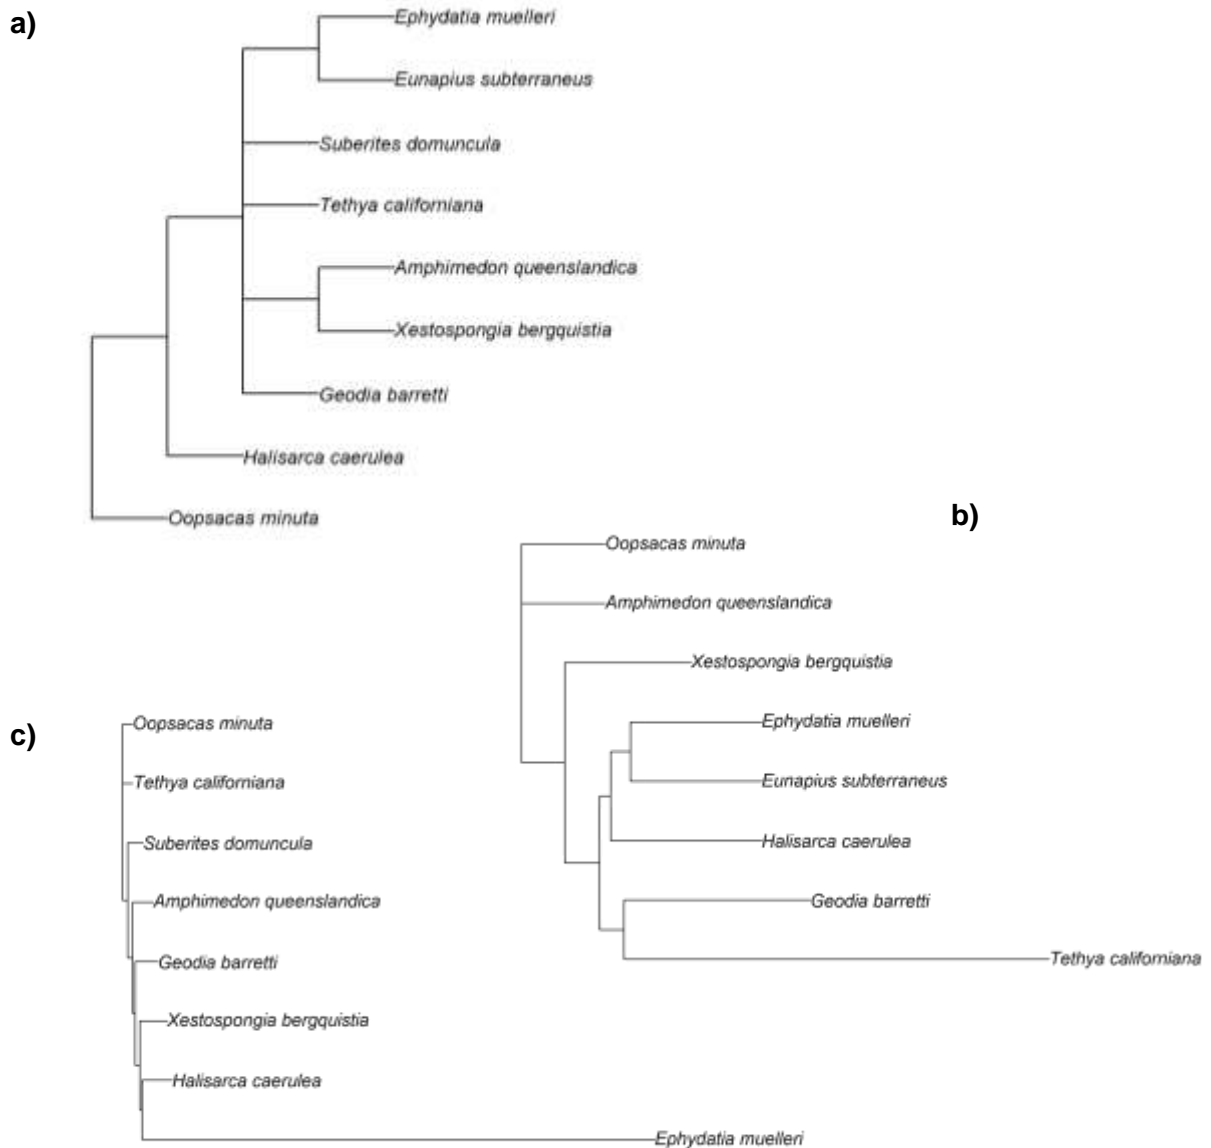 a)
Ephydatia muelleri
Eunapius subterraneus
Suberites domuncula
Tethya californiana
Amphimedon queenslandica
Xestospongia bergquistia
Geodia barretti
Halisarca caerulea
Oopsacas minuta
b)
Oopsacas minuta
Amphimedon queenslandica
Xestospongia bergquistia
Ephydatia muelleri
Eunapius subterraneus
Halisarca caerulea
Geodia barretti
Tethya californiana
c)
Oopsacas minuta
Tethya californiana
Suberites domuncula
Amphimedon queenslandica
Geodia barretti
Xestospongia bergquistia
Halisarca caerulea
Ephydatia muelleri